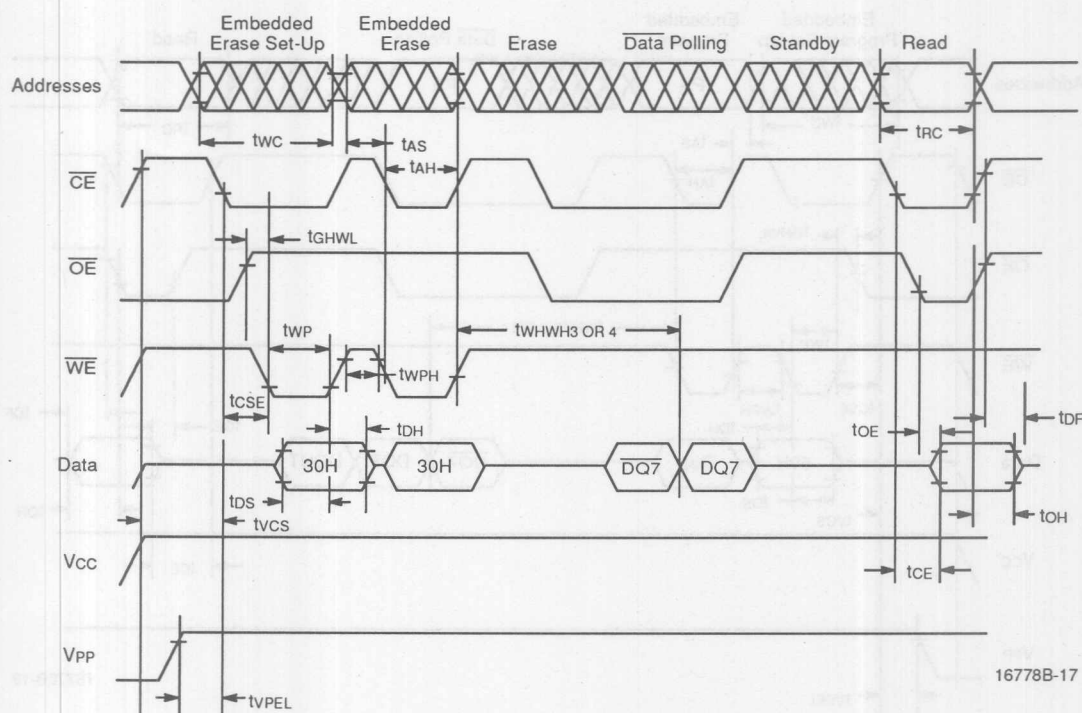 Embedded Erase Set-Up
Embedded Erase
Erase
Data Polling
Standby
Read
Addresses
tWC
tAS
tRC
tAH
CE
tGHWL
OE
tWP
tWHWH3 OR 4
WE
tWPH
tCSE
tDH
tOE
tDF
Data
30H
30H
DQ7
DQ7
tDS
tVCS
tOH
VCC
tCE
VPP
16778B-17
tVPEL